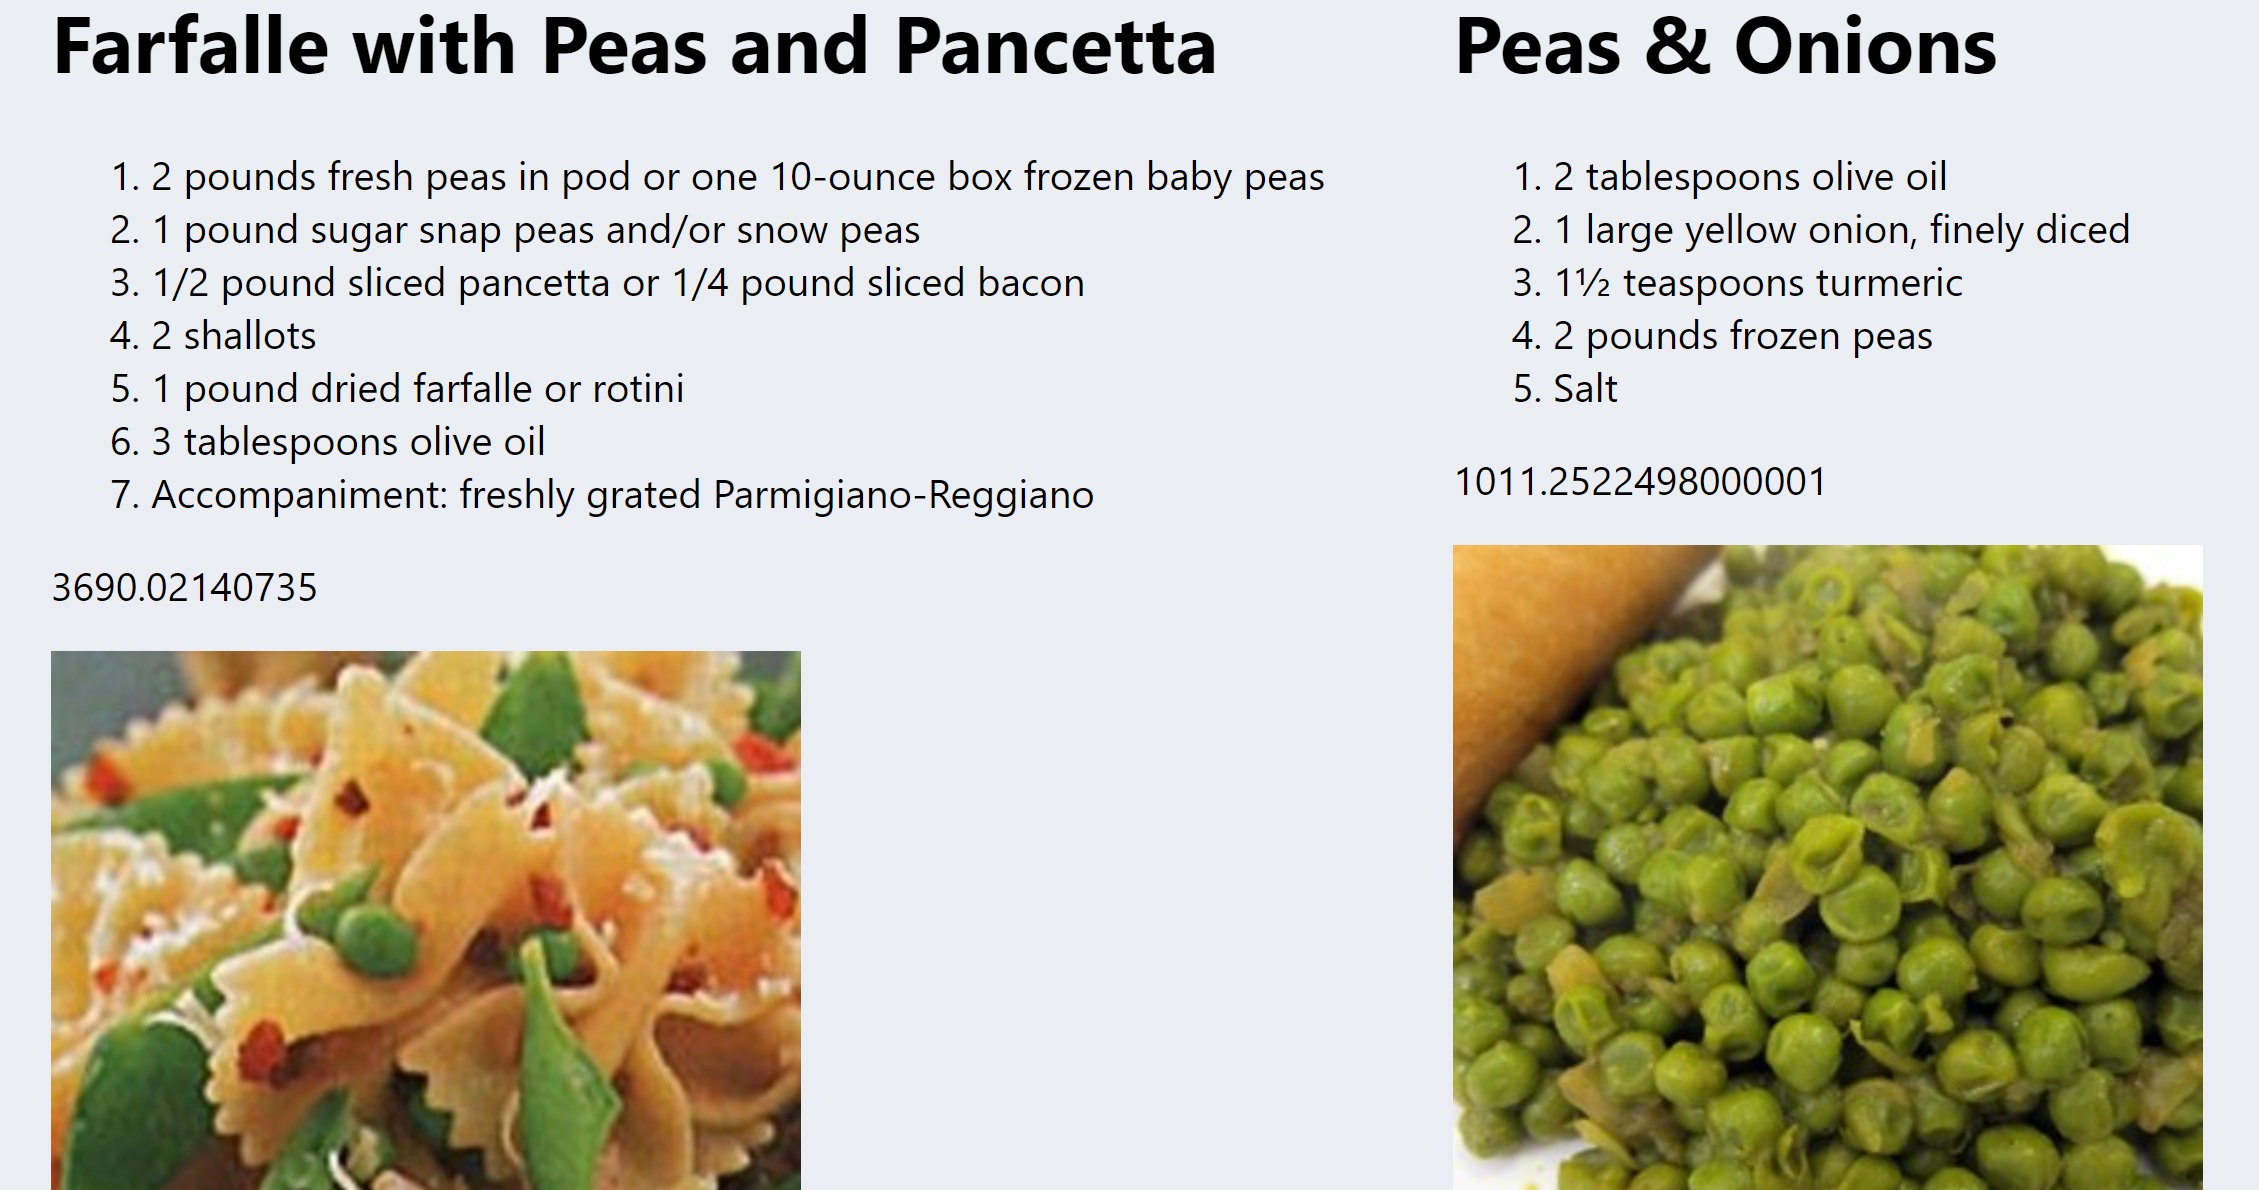 Farfalle with Peas and Pancetta
1. 2 pounds fresh peas in pod or one 10-ounce box frozen baby peas
2. 1 pound sugar snap peas and/or snow peas
3. 1/2 pound sliced pancetta or 1/4 pound sliced bacon
4. 2 shallots
5. 1 pound dried farfalle or rotini
6. 3 tablespoons olive oil
7. Accompaniment: freshly grated Parmigiano-Reggiano
3690.02140735
Peas & Onions
1. 2 tablespoons olive oil
2. 1 large yellow onion, finely diced
3. 1½ teaspoons turmeric
4. 2 pounds frozen peas
5. Salt
1011.2522498000001